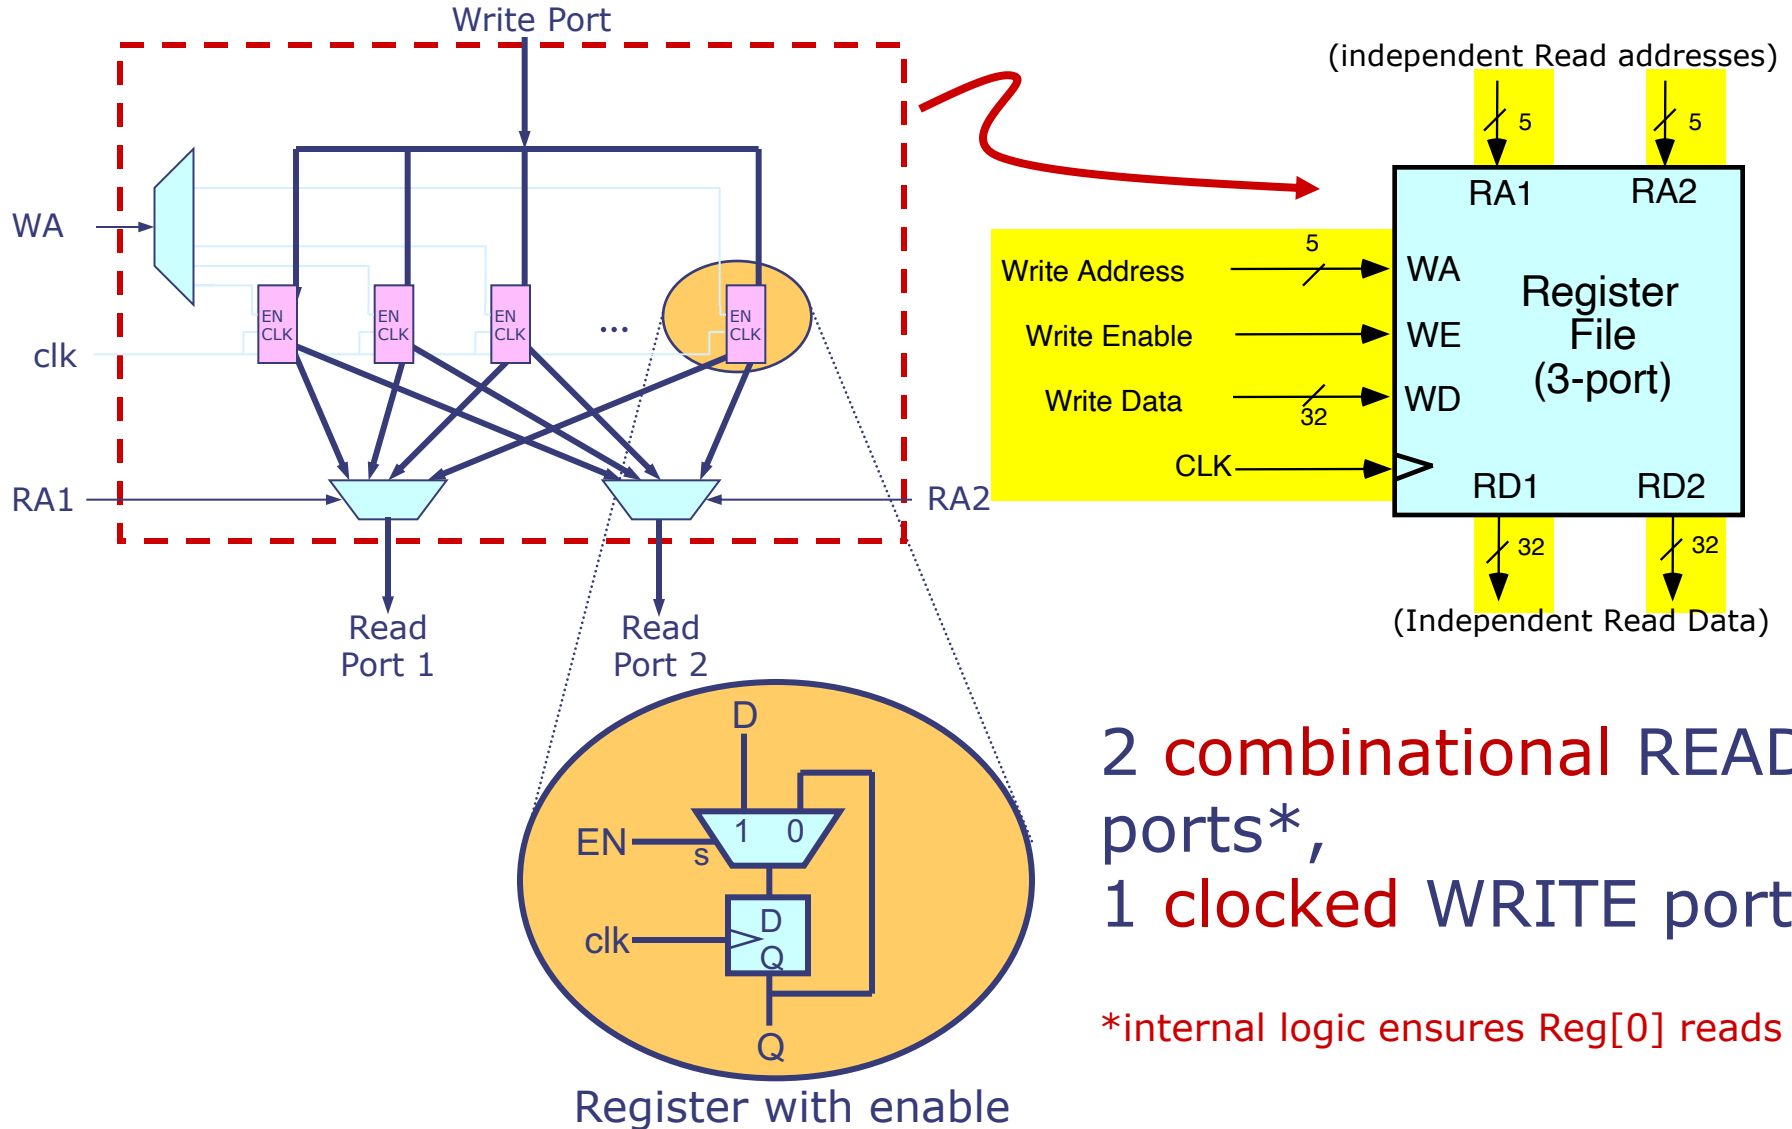 Write Port
WA
clk
EN
CLK
EN
CLK
EN
CLK
...
EN
CLK
RA1
RA2
Read
Port 1
Read
Port 2
D
1 0
EN
s
clk
D
Q
Q
Register with enable
(independent Read addresses)
5
5
RA1
RA2
Write Address
5
WA
Write Enable
WE
Write Data
32
WD
CLK
Register
File
(3-port)
RD1
RD2
32
32
(Independent Read Data)
2 combinational READ
ports*,
1 clocked WRITE port
*internal logic ensures Reg[0] reads